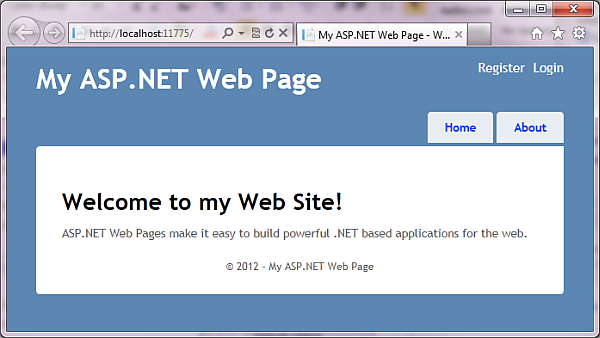 http://localhost:11775/
My ASP.NET Web Page - W...
My ASP.NET Web Page
Register Login
Home About
Welcome to my Web Site!
ASP.NET Web Pages make it easy to build powerful .NET based applications for the web.
© 2012 - My ASP.NET Web Page